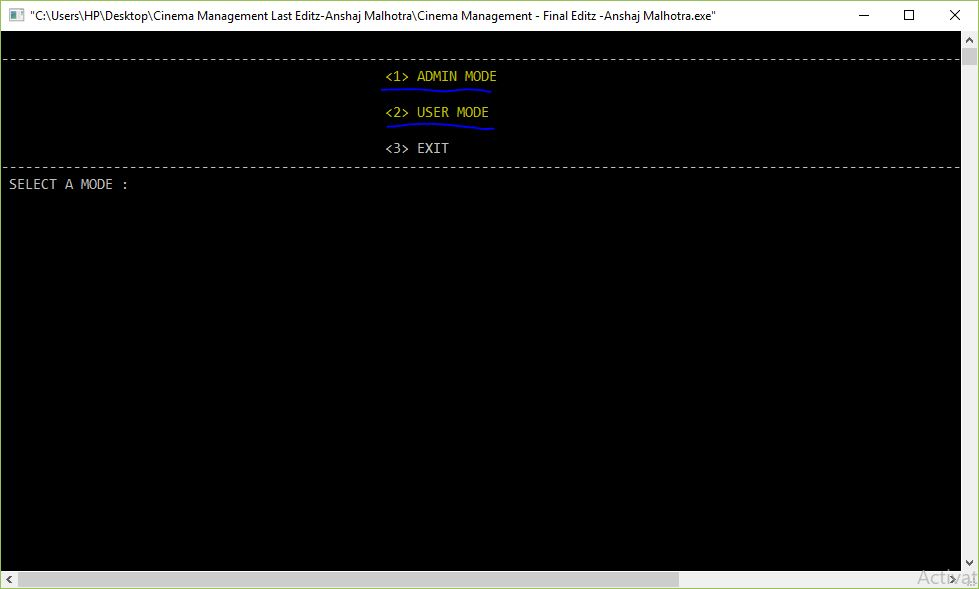 "C:\Users\HP\Desktop\Cinema Management Last Editz-Anshaj Malhotra\Cinema Management - Final Editz -Anshaj Malhotra.exe"
<1> ADMIN MODE
<2> USER MODE
<3> EXIT
SELECT A MODE :
Activat